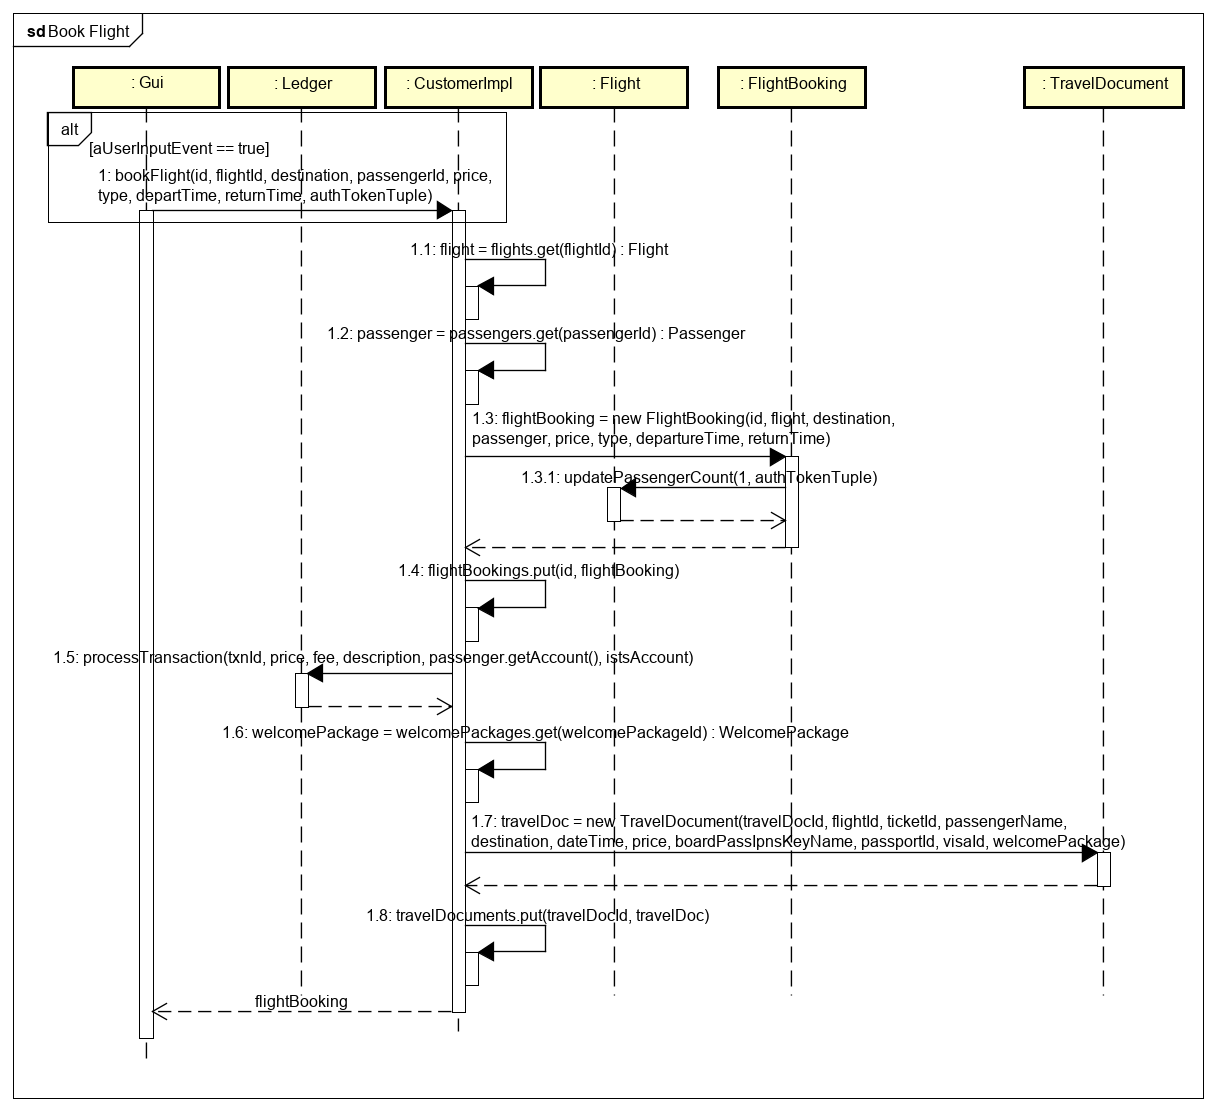 sd Book Flight
: Gui
: Ledger
: CustomerImpl
: Flight
: FlightBooking
: TravelDocument
alt
[aUserInputEvent == true]
1: bookFlight(id, flightId, destination, passengerId, price,
type, departTime, returnTime, authTokenTuple)
1.1: flight = flights.get(flightId) : Flight
1.2: passenger = passengers.get(passengerId) : Passenger
1.3: flightBooking = new FlightBooking(id, flight, destination,
passenger, price, type, departureTime, returnTime)
1.3.1: updatePassengerCount(1, authTokenTuple)
1.4: flightBookings.put(id, flightBooking)
1.5: processTransaction(txnId, price, fee, description, passenger.getAccount(), istsAccount)
1.6: welcomePackage = welcomePackages.get(welcomePackageId) : WelcomePackage
1.7: travelDoc = new TravelDocument(travelDocId, flightId, ticketId, passengerName,
destination, dateTime, price, boardPassIpnsKeyName, passportId, visaId, welcomePackage)
1.8: travelDocuments.put(travelDocId, travelDoc)
flightBooking